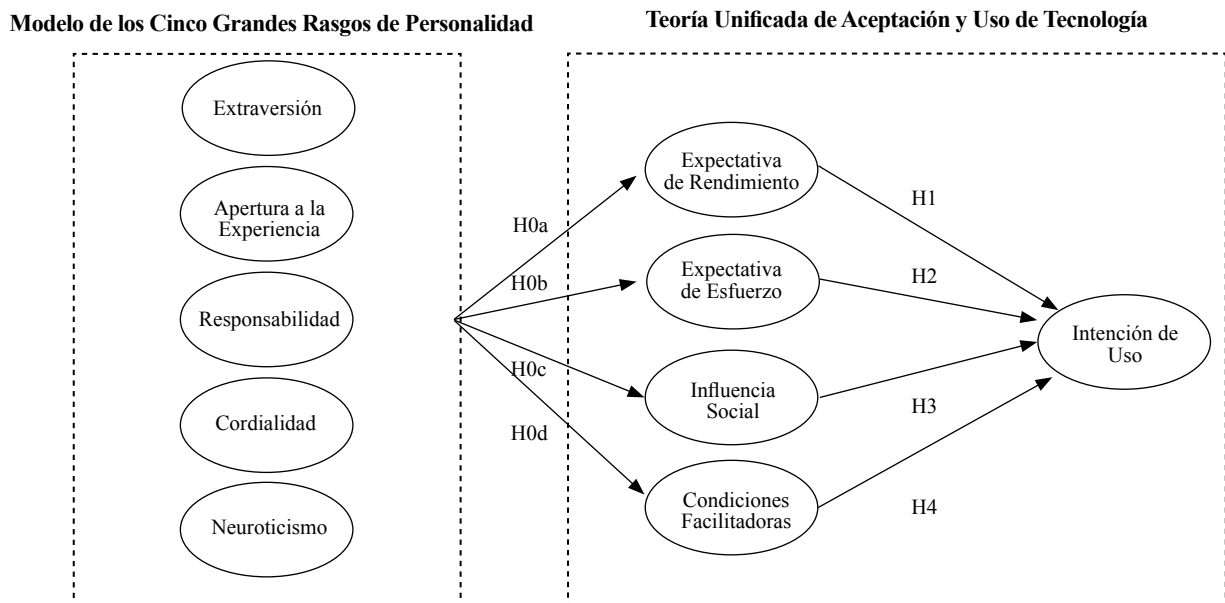 Modelo de los Cinco Grandes Rasgos de Personalidad
Extraversión
Apertura a la
Experiencia
Responsabilidad
Cordialidad
Neuroticismo
H0a
H0b
H0c
H0d
Teoría Unificada de Aceptación y Uso de Tecnología
Expectativa
de Rendimiento
Expectativa
de Esfuerzo
Influencia
Social
Condiciones
Facilitadoras
H1
H2
H3
H4
Intención de
Uso